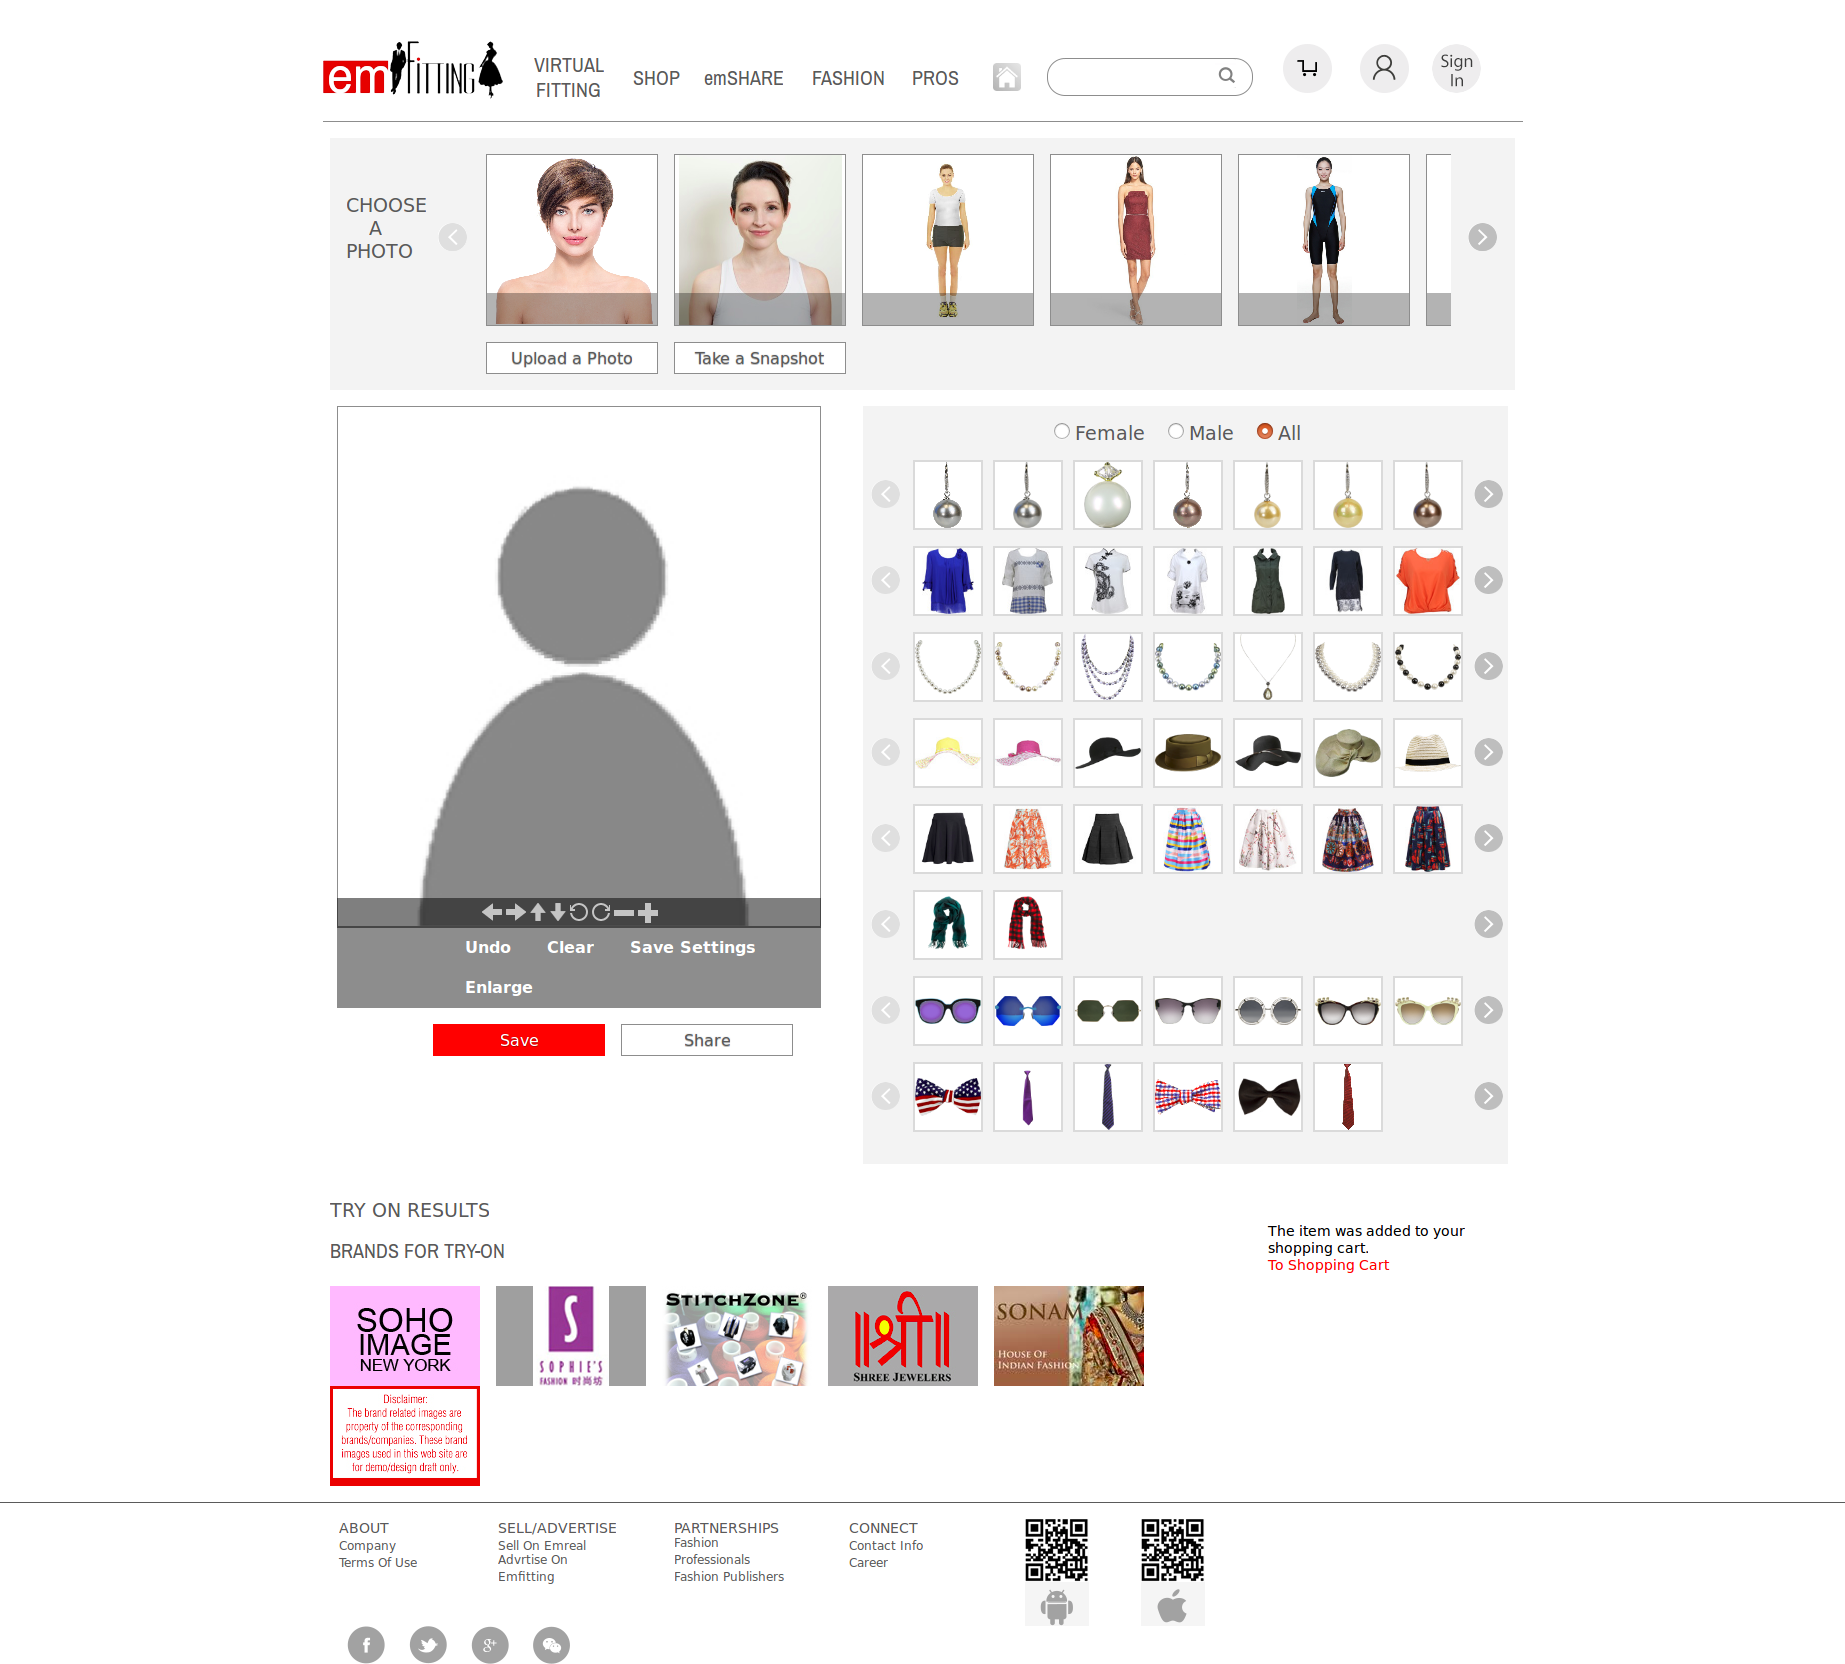 em FITTING
VIRTUAL
FITTING
SHOP
emSHARE
FASHION
PROS
Sign
In
CHOOSE
A
PHOTO
Upload a Photo
Take a Snapshot
Female
Male
All
Undo
Clear
Save Settings
Enlarge
Save
Share
TRY ON RESULTS
The item was added to your
shopping cart.
To Shopping Cart
BRANDS FOR TRY-ON
SOHO
IMAGE
NEW YORK
S
SOPHIE'S
FASHION 时尚坊
STITCHZONE®
॥श्री॥
SHREE JEWELERS
SONAM
HOUSE OF
INDIAN FASHION
Disclaimer:
The brand related images are
property of the corresponding
brands/companies. These brand
images used in this web site are
for demo/design draft only.
ABOUT
Company
Terms Of Use
SELL/ADVERTISE
Sell On Emreal
Advrtise On
Emfitting
PARTNERSHIPS
Fashion
Professionals
Fashion Publishers
CONNECT
Contact Info
Career
f
g+